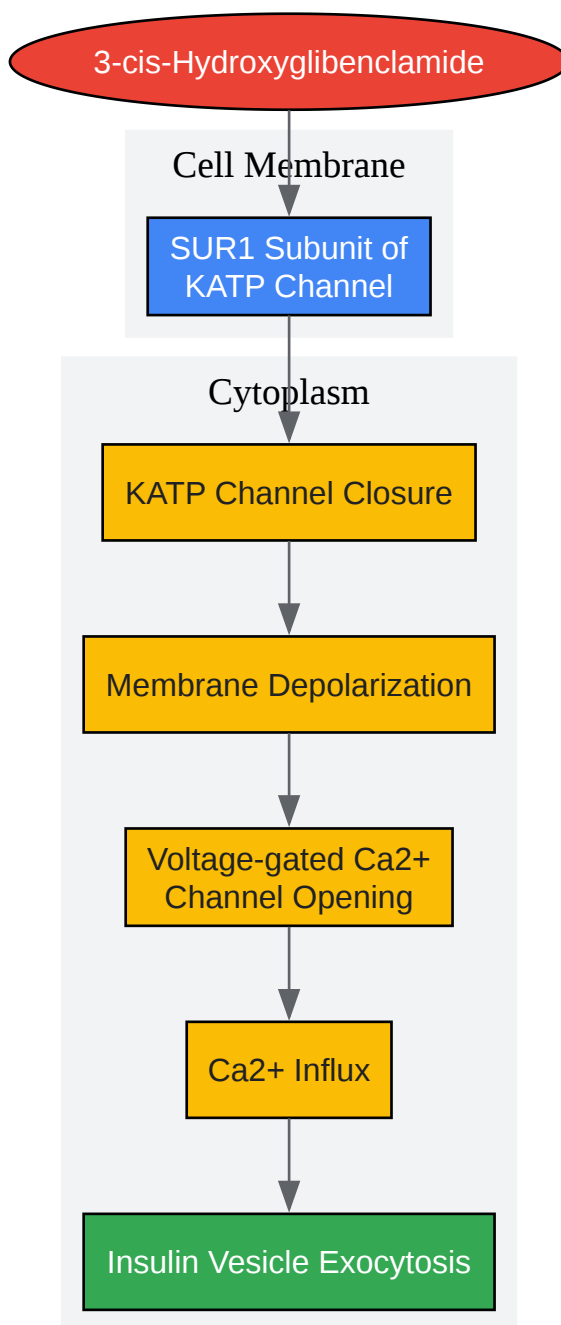 3-cis-Hydroxyglibenclamide
Cell Membrane
SUR1 Subunit of
KATP Channel
Cytoplasm
KATP Channel Closure
Membrane Depolarization
Voltage-gated Ca2+
Channel Opening
Ca2+ Influx
Insulin Vesicle Exocytosis